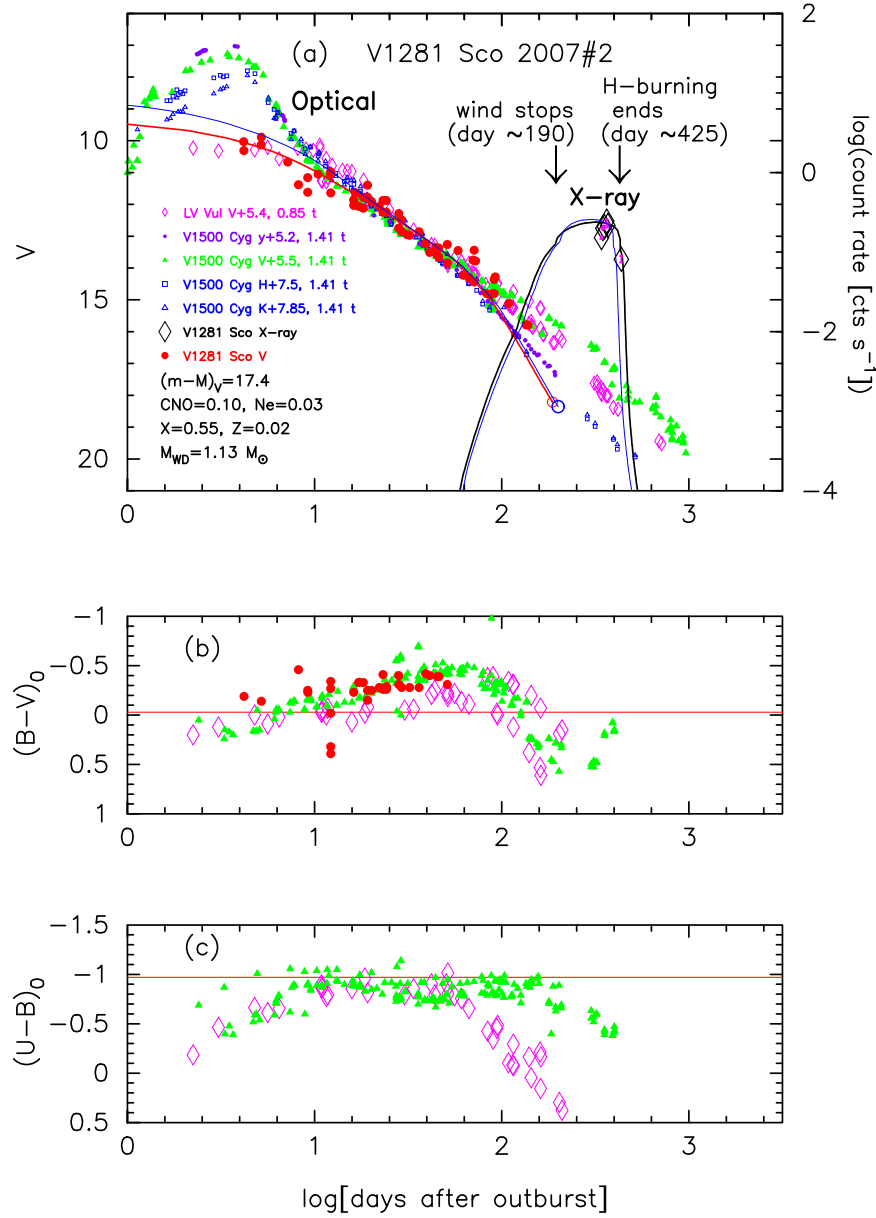 (a) V1281 Sco 2007#2
Optical
wind stops
(day ~190)
H-burning
ends
(day ~425)
X-ray
LV Vul V+5.4, 0.85 t
V1500 Cyg y+5.2, 1.41 t
V1500 Cyg V+5.5, 1.41 t
V1500 Cyg H+7.5, 1.41 t
V1500 Cyg K+7.85, 1.41 t
V1281 Sco X-ray
V1281 Sco V
(m-M)V=17.4
CNO=0.10, Ne=0.03
X=0.55, Z=0.02
MWD=1.13 M⊙
V
10
15
20
log(count rate [cts s⁻¹])
2
0
-2
-4
0 1 2 3
(b)
(B-V)0
-1
-0.5
0
0.5
1
0 1 2 3
(c)
(U-B)0
-1.5
-1
-0.5
0
0.5
0 1 2 3
log[days after outburst]